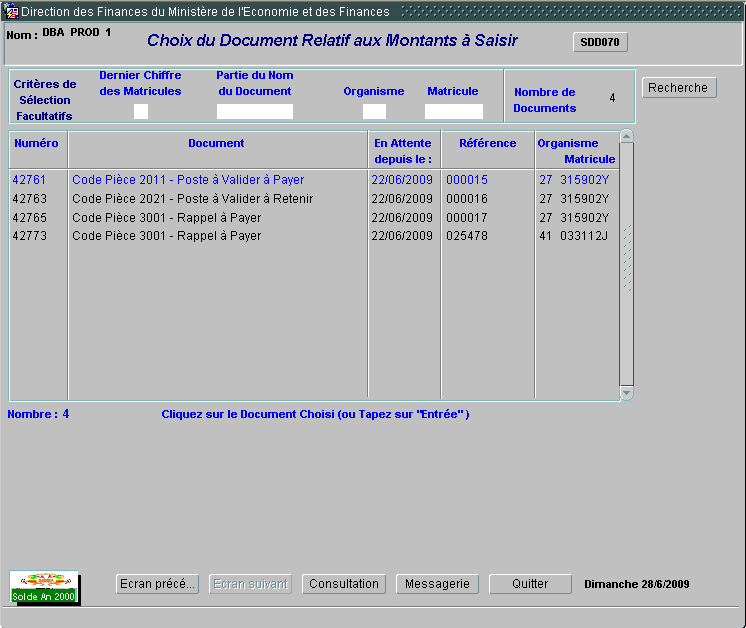 Direction des Finances du Ministère de l'Economie et des Finances
Nom : DBA PROD 1
Choix du Document Relatif aux Montants à Saisir
SDD070
Critères de Sélection Facultatifs
Dernier Chiffre des Matricules
Partie du Nom du Document
Organisme
Matricule
Nombre de Documents
4
Recherche
Numéro Document En Attente depuis le : Référence Organisme Matricule
42761 Code Pièce 2011 - Poste à Valider à Payer 22/06/2009 000015 27 315902Y
42763 Code Pièce 2021 - Poste à Valider à Retenir 22/06/2009 000016 27 315902Y
42765 Code Pièce 3001 - Rappel à Payer 22/06/2009 000017 27 315902Y
42773 Code Pièce 3001 - Rappel à Payer 22/06/2009 025478 41 033112J
Nombre : 4 Cliquez sur le Document Choisi (ou Tapez sur "Entrée" )
Solde An 2000
Ecran précé... Ecran suivant Consultation Messagerie Quitter Dimanche 28/6/2009